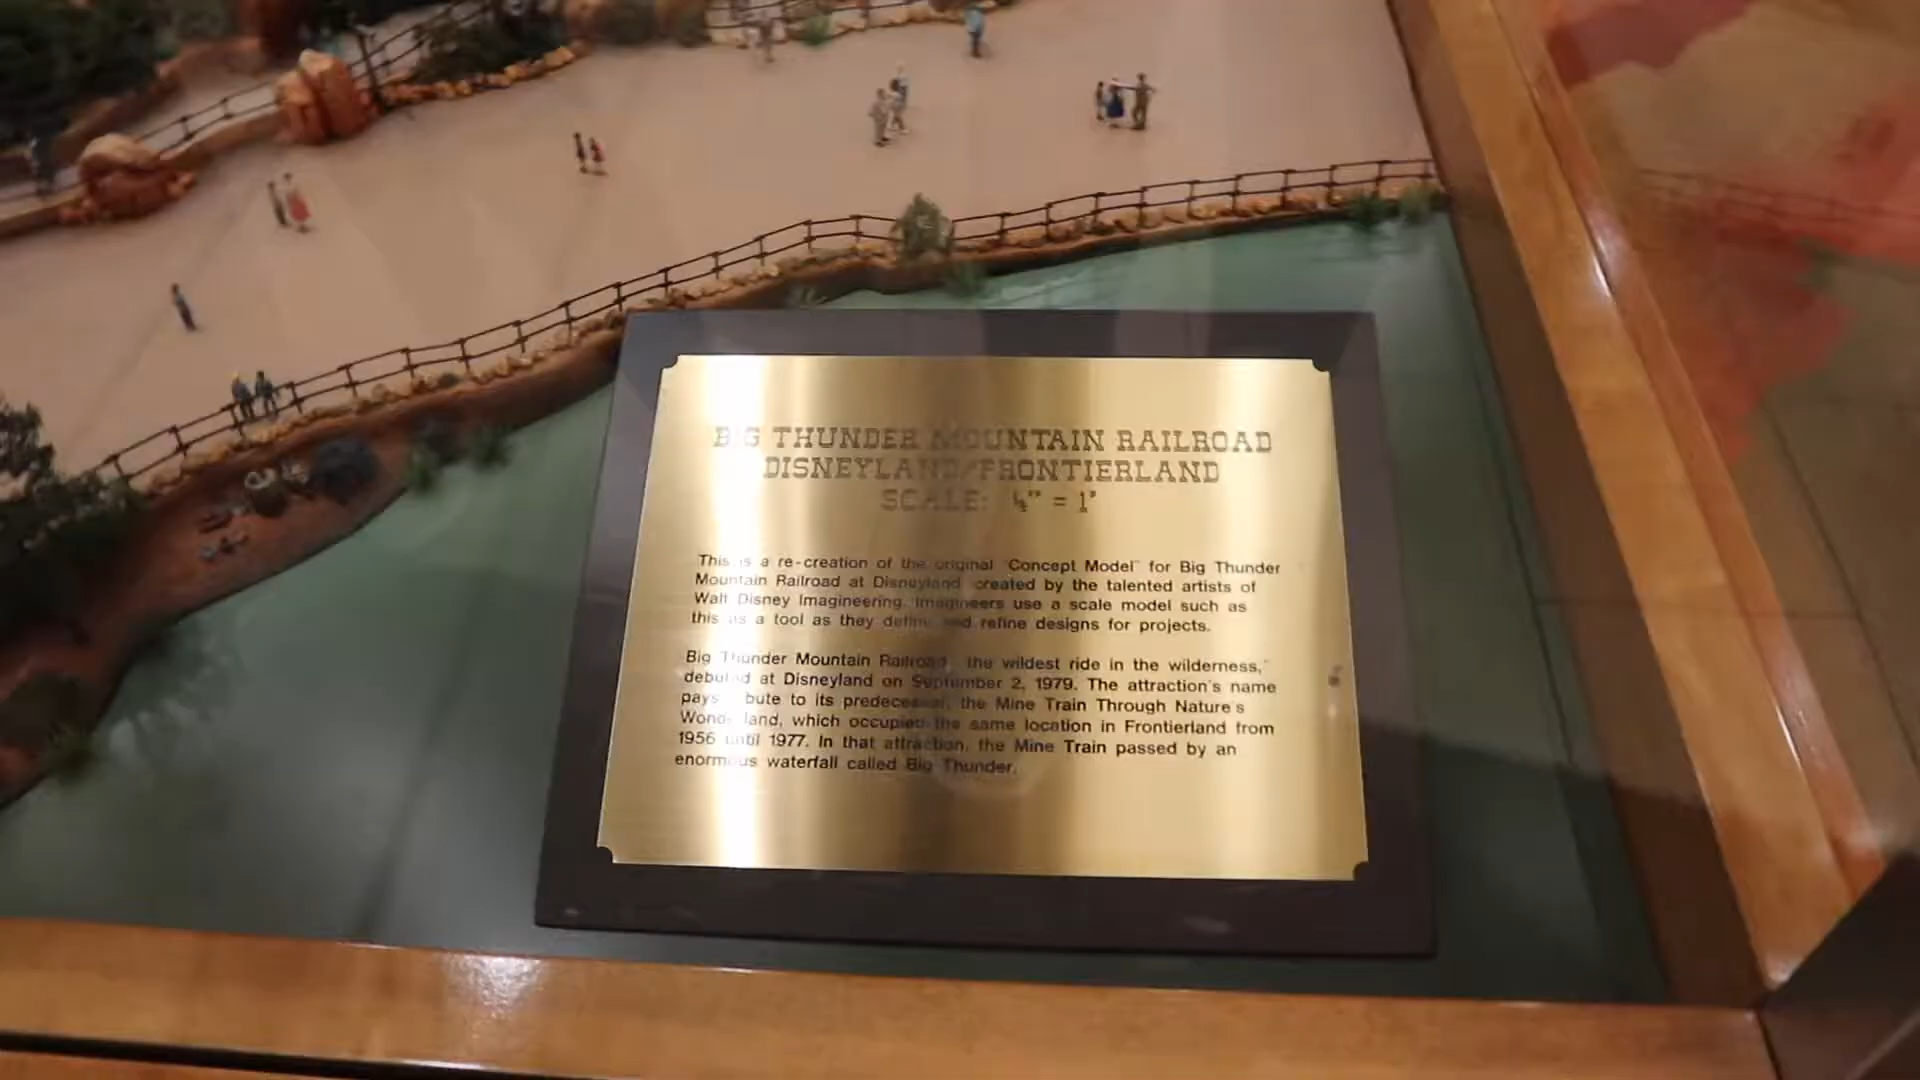 BIG THUNDER MOUNTAIN RAILROAD
DISNEYLAND/FRONTIERLAND
SCALE: ¼" = 1'
This is a re-creation of the original "Concept Model" for Big Thunder
Mountain Railroad at Disneyland created by the talented artists of
Walt Disney Imagineering. Imagineers use a scale model such as
this as a tool as they define and refine designs for projects.
Big Thunder Mountain Railroad, "the wildest ride in the wilderness,"
debuted at Disneyland on September 2, 1979. The attraction's name
pays tribute to its predecessor, the Mine Train Through Nature's
Wonderland, which occupied the same location in Frontierland from
1956 until 1977. In that attraction, the Mine Train passed by an
enormous waterfall called Big Thunder.